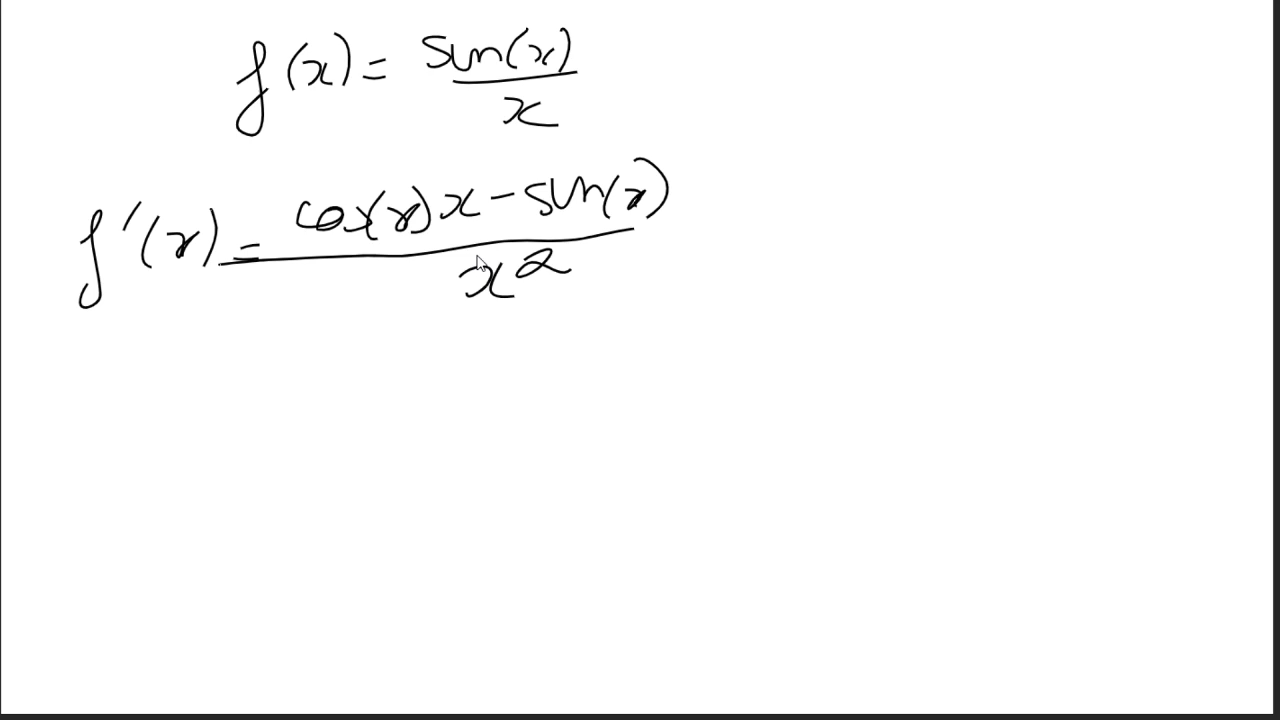 f(x) = sin(x)/x
f'(x) = cos(x)x - sin(x)/x²